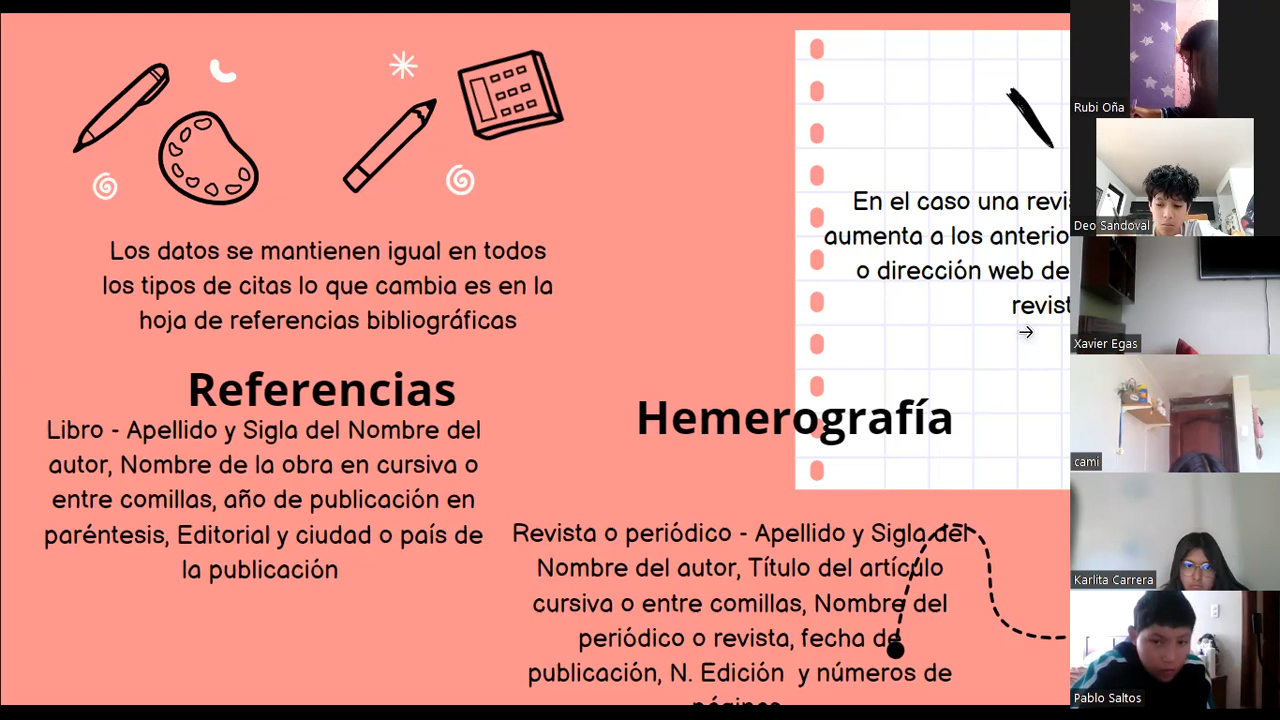 Los datos se mantienen igual en todos
los tipos de citas lo que cambia es en la
hoja de referencias bibliográficas
Referencias
Libro - Apellido y Sigla del Nombre del
autor, Nombre de la obra en cursiva o
entre comillas, año de publicación en
paréntesis, Editorial y ciudad o país de
la publicación
En el caso una revis
aumenta a los anterio
o dirección web de
revist
Hemerografía
Revista o periódico - Apellido y Sigla del
Nombre del autor, Título del artículo
cursiva o entre comillas, Nombre del
periódico o revista, fecha de
publicación, N. Edición y números de
Rubi Oña
Deo Sandoval
Xavier Egas
cami
Karlita Carrera
Pablo Saltos